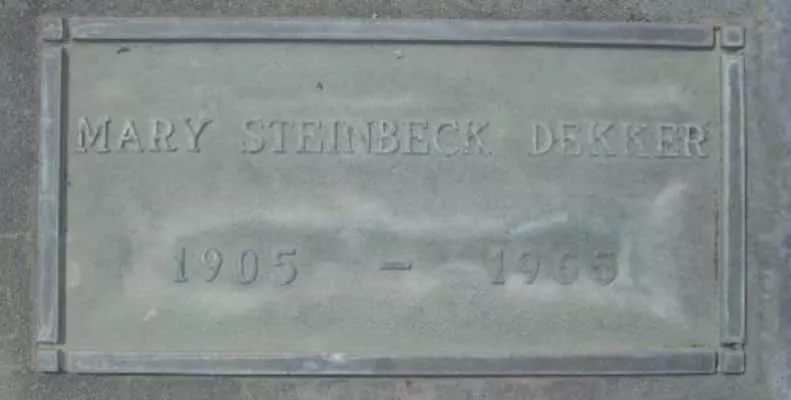 MARY STEINBECK DEKKER
1905 - 1965